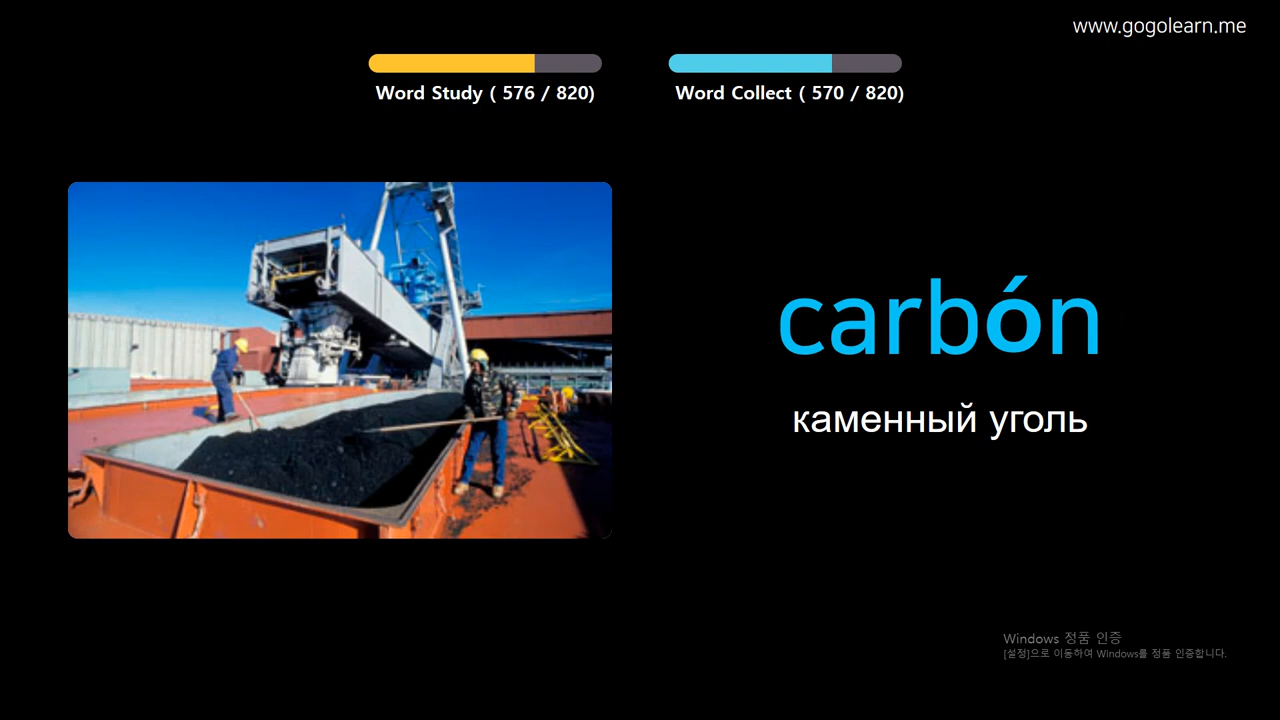 www.gogolearn.me
Word Study ( 576 / 820)
Word Collect ( 570 / 820)
carbón
каменный уголь
Windows 정품 인증
[설정]으로 이동하여 Windows를 정품 인증합니다.